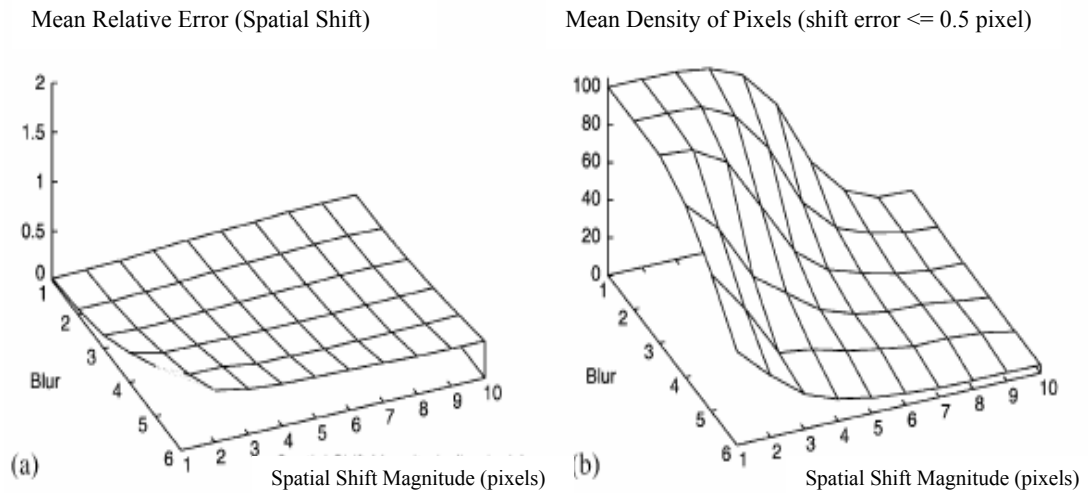 Mean Relative Error (Spatial Shift)
2
1.5
1
0.5
0
1
2
3
4
5
6
Blur
1 2 3 4 5 6 7 8 9 10
(a)
Spatial Shift Magnitude (pixels)
Mean Density of Pixels (shift error <= 0.5 pixel)
100
80
60
40
20
0
1
2
3
4
5
6
Blur
1 2 3 4 5 6 7 8 9 10
(b)
Spatial Shift Magnitude (pixels)